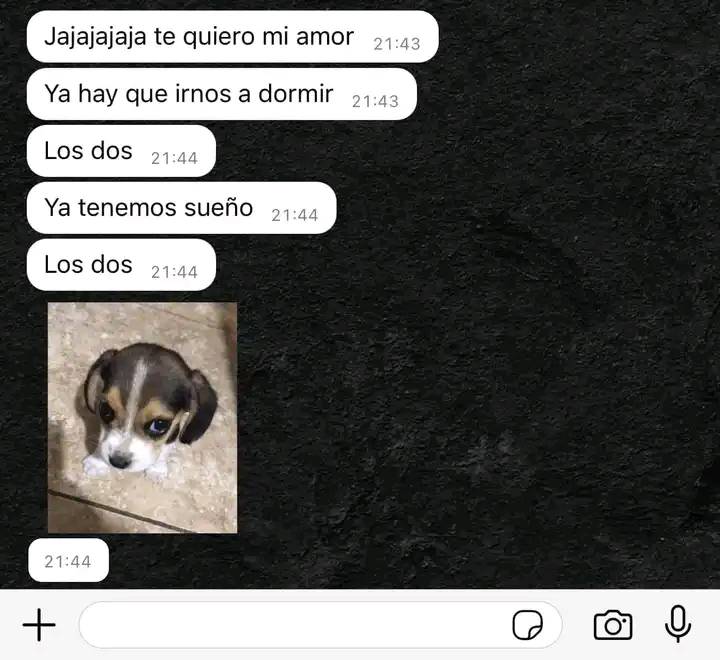 Jajajajaja te quiero mi amor 21:43
Ya hay que irnos a dormir 21:43
Los dos 21:44
Ya tenemos sueño 21:44
Los dos 21:44
21:44